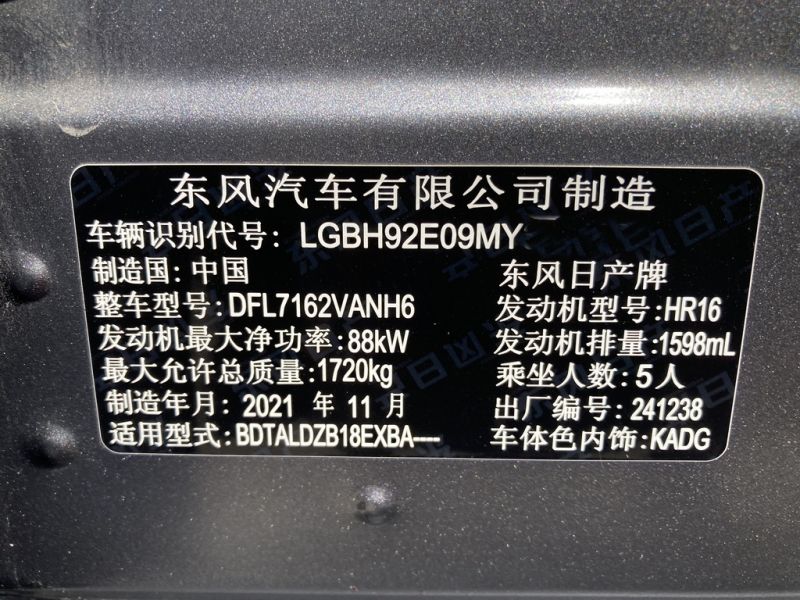 东风汽车有限公司制造
车辆识别代号: LGBH92E09MY
制造国: 中国 东风日产牌
整车型号: DFL7162VANH6 发动机型号: HR16
发动机最大净功率: 88kW 发动机排量: 1598mL
最大允许总质量: 1720kg 乘坐人数: 5人
制造年月: 2021 年 11 月 出厂编号: 241238
适用型式: BDTALDZB18EXBA---- 车体色内饰: KADG